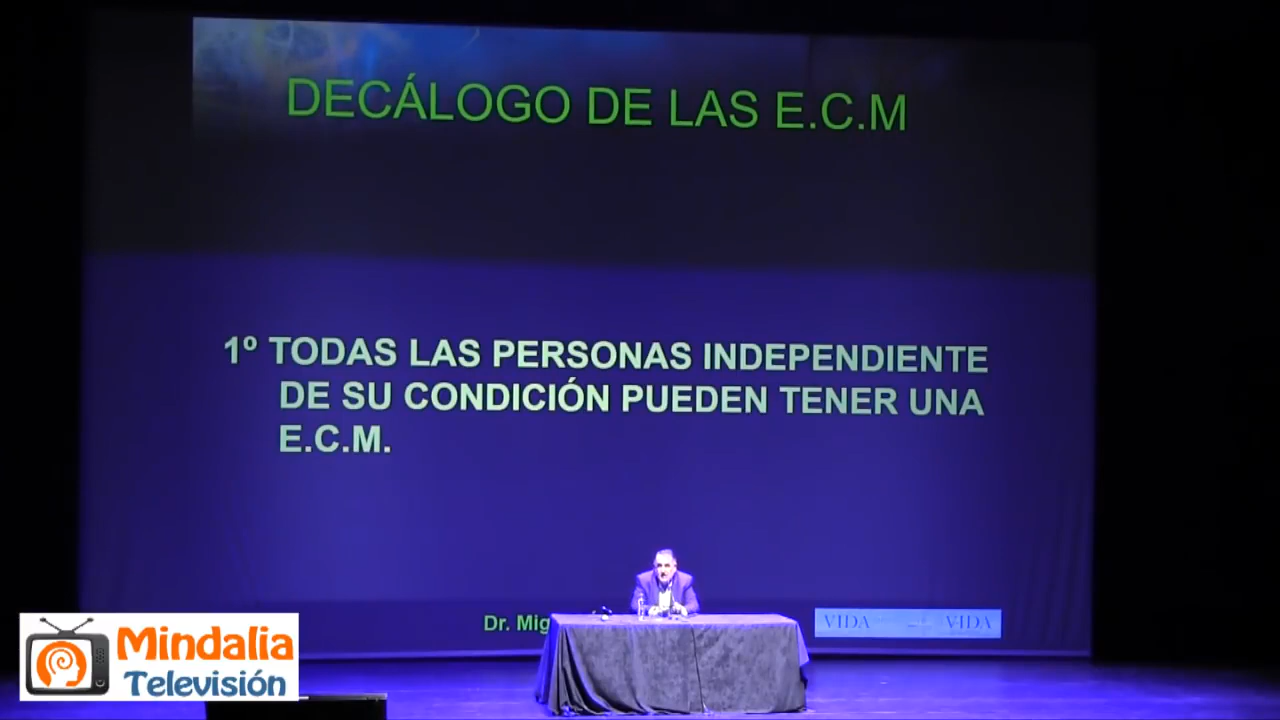 DECÁLOGO DE LAS E.C.M
1º TODAS LAS PERSONAS INDEPENDIENTE
DE SU CONDICIÓN PUEDEN TENER UNA
E.C.M.
Dr. Mig
VIDA VIDA
Mindalia
Televisión